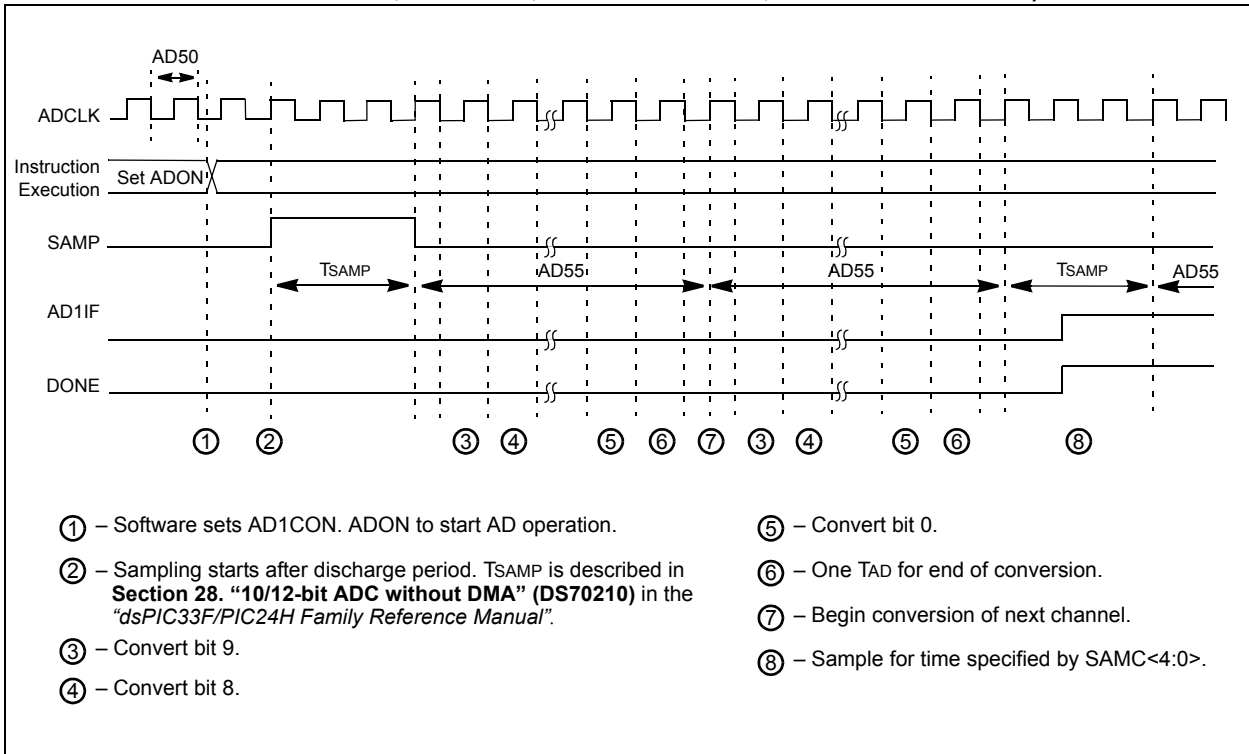 AD50
ADCLK
Instruction
Execution
Set ADON
SAMP
TSAMP
AD55
AD55
TSAMP
AD55
AD1IF
DONE
1 2 3 4 5 6 7 3 4 5 6 8
1 – Software sets AD1CON. ADON to start AD operation.
2 – Sampling starts after discharge period. TSAMP is described in
Section 28. “10/12-bit ADC without DMA” (DS70210) in the
“dsPIC33F/PIC24H Family Reference Manual”.
3 – Convert bit 9.
4 – Convert bit 8.
5 – Convert bit 0.
6 – One TAD for end of conversion.
7 – Begin conversion of next channel.
8 – Sample for time specified by SAMC<4:0>.